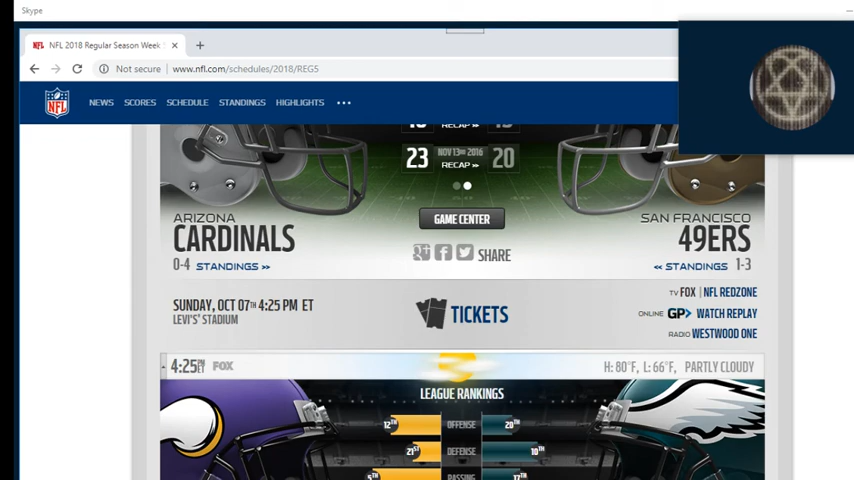 Skype
NFL 2018 Regular Season Week
Not secure
www.nfl.com/schedules/2018/REG5
NFL
NEWS
SCORES
SCHEDULE
STANDINGS
HIGHLIGHTS
RECAP >>
23
NOV 13TH 2016
20
RECAP >>
GAME CENTER
ARIZONA
SAN FRANCISCO
CARDINALS
49ERS
0-4
STANDINGS >>
SHARE
<< STANDINGS
1-3
SUNDAY, OCT 07TH 4:25 PM ET
LEVI'S' STADIUM
TICKETS
TV FOX | NFL REDZONE
ONLINE GP> WATCH REPLAY
RADIO WESTWOOD ONE
4:25 PM ET FOX
H: 80°F, L: 66°F, PARTLY CLOUDY
LEAGUE RANKINGS
12TH
OFFENSE
20TH
21ST
DEFENSE
10TH
PASSING
17TH